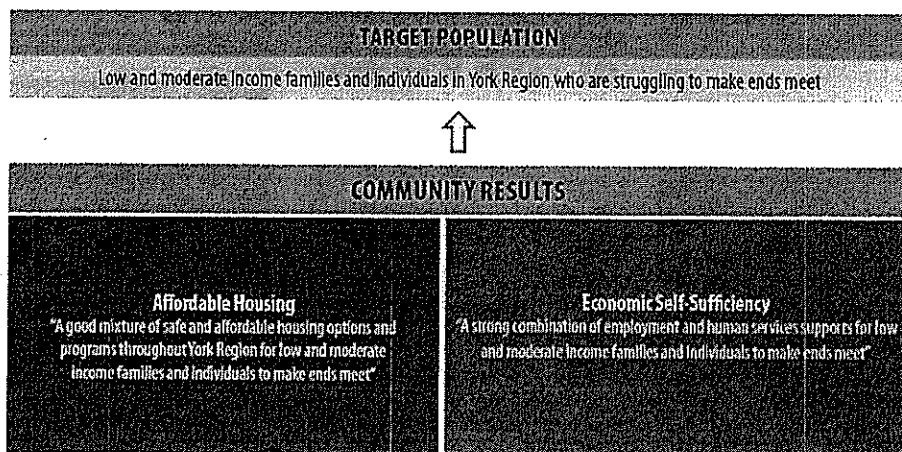 TARGET POPULATION
Low and moderate income families and individuals in York Region who are struggling to make ends meet
COMMUNITY RESULTS
Affordable Housing
"A good mixture of safe and affordable housing options and
programs throughout York Region for low and moderate
income families and individuals to make ends meet"
Economic Self-Sufficiency
"A strong combination of employment and human services supports for low
and moderate income families and individuals to make ends meet"